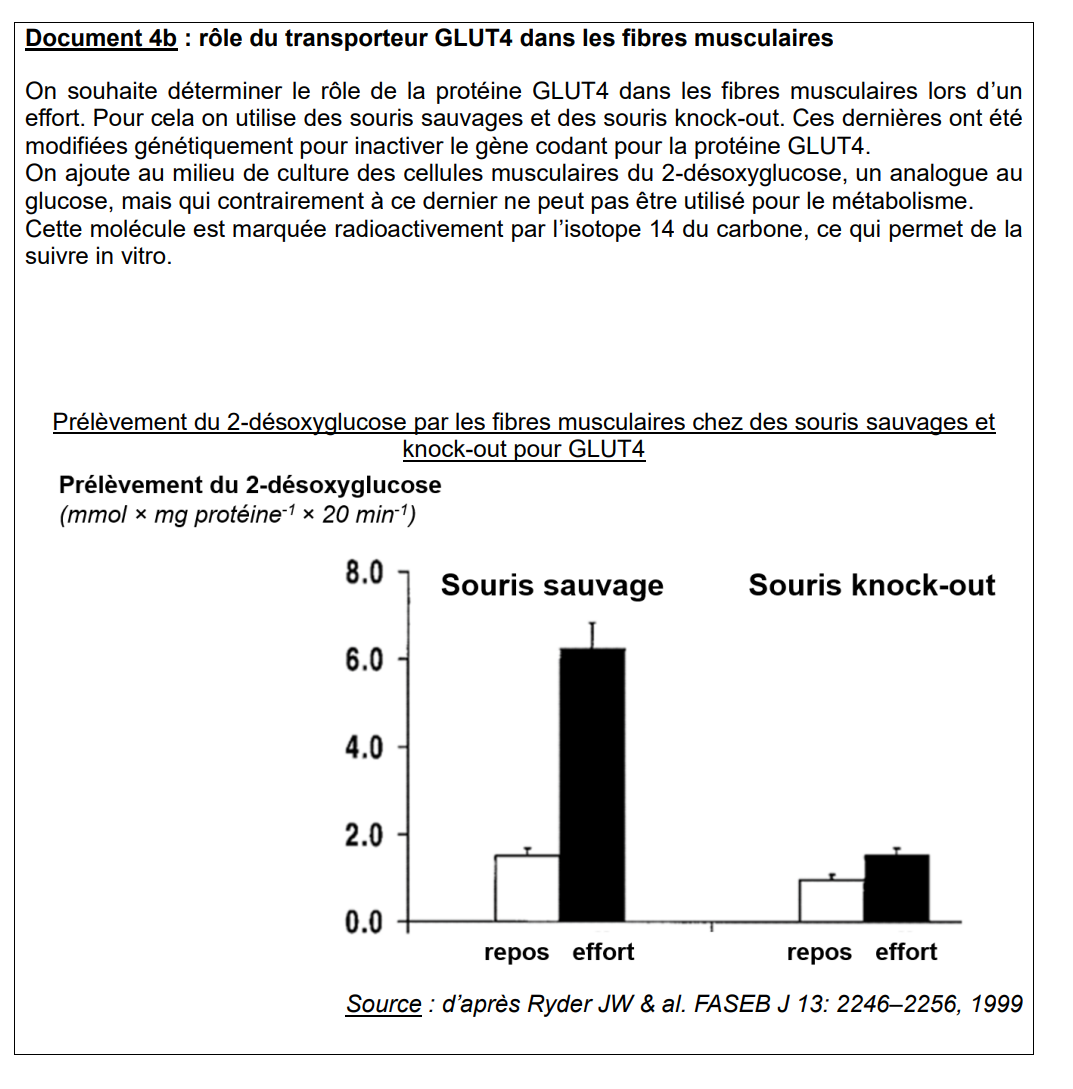 Document 4b : rôle du transporteur GLUT4 dans les fibres musculaires
On souhaite déterminer le rôle de la protéine GLUT4 dans les fibres musculaires lors d’un
effort. Pour cela on utilise des souris sauvages et des souris knock-out. Ces dernières ont été
modifiées génétiquement pour inactiver le gène codant pour la protéine GLUT4.
On ajoute au milieu de culture des cellules musculaires du 2-désoxyglucose, un analogue au
glucose, mais qui contrairement à ce dernier ne peut pas être utilisé pour le métabolisme.
Cette molécule est marquée radioactivement par l’isotope 14 du carbone, ce qui permet de la
suivre in vitro.
Prélèvement du 2-désoxyglucose par les fibres musculaires chez des souris sauvages et
knock-out pour GLUT4
Prélèvement du 2-désoxyglucose
(mmol × mg protéine⁻¹ × 20 min⁻¹)
8.0
Souris sauvage
Souris knock-out
6.0
4.0
2.0
0.0
repos effort
repos effort
Source : d’après Ryder JW & al. FASEB J 13: 2246–2256, 1999